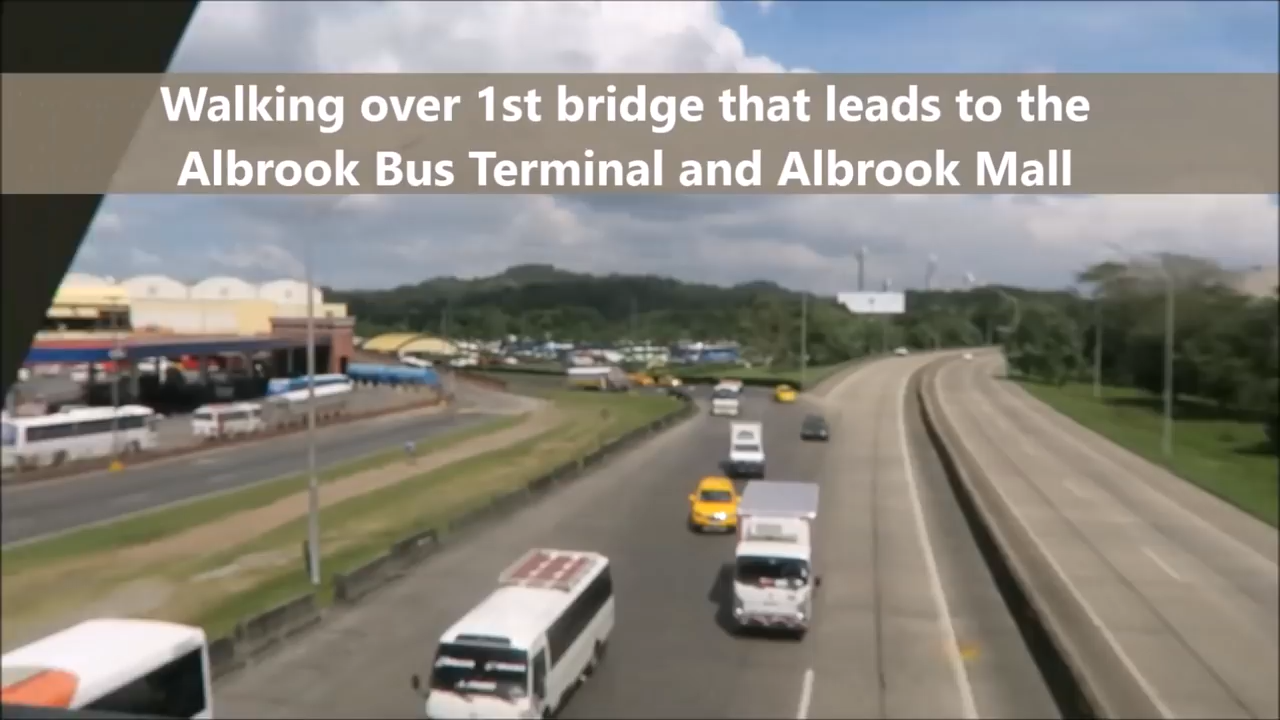 Walking over 1st bridge that leads to the
Albrook Bus Terminal and Albrook Mall